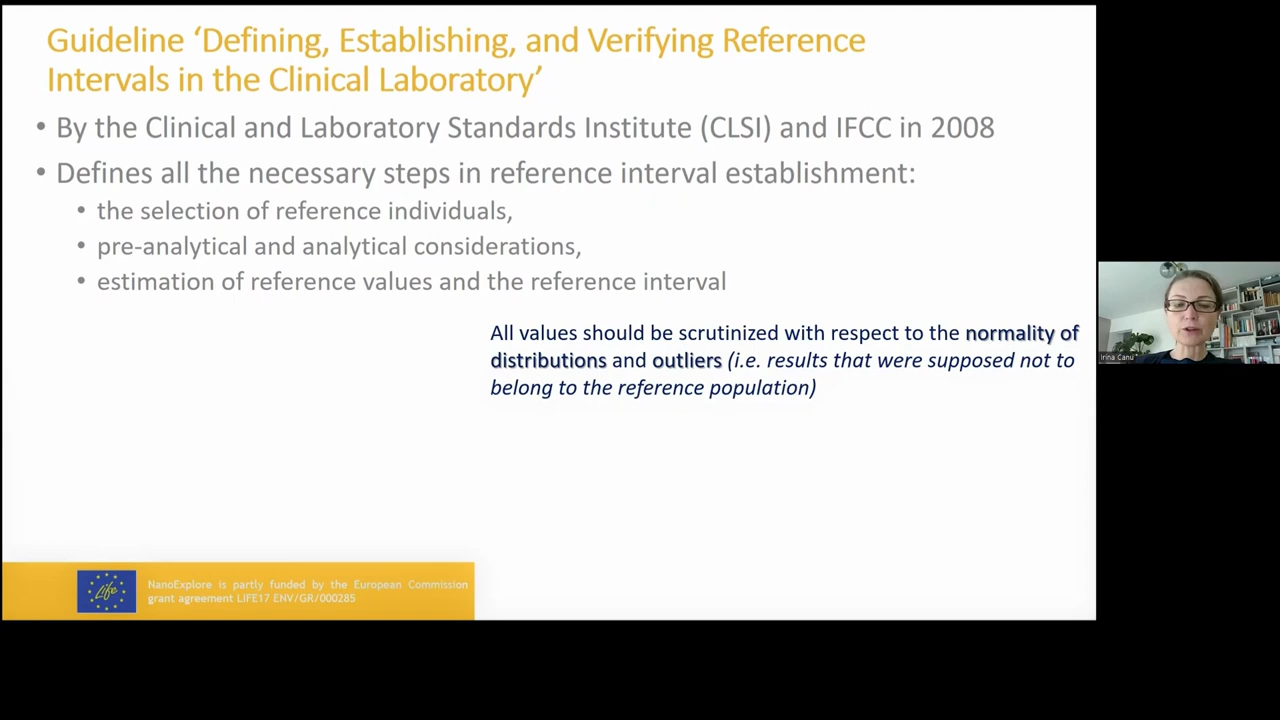 Guideline ‘Defining, Establishing, and Verifying Reference
Intervals in the Clinical Laboratory’
• By the Clinical and Laboratory Standards Institute (CLSI) and IFCC in 2008
• Defines all the necessary steps in reference interval establishment:
• the selection of reference individuals,
• pre-analytical and analytical considerations,
• estimation of reference values and the reference interval
All values should be scrutinized with respect to the normality of
distributions and outliers (i.e. results that were supposed not to
belong to the reference population)
Irina Canu
Life
NanoExplore is partly funded by the European Commission
grant agreement LIFE17 ENV/GR/000285